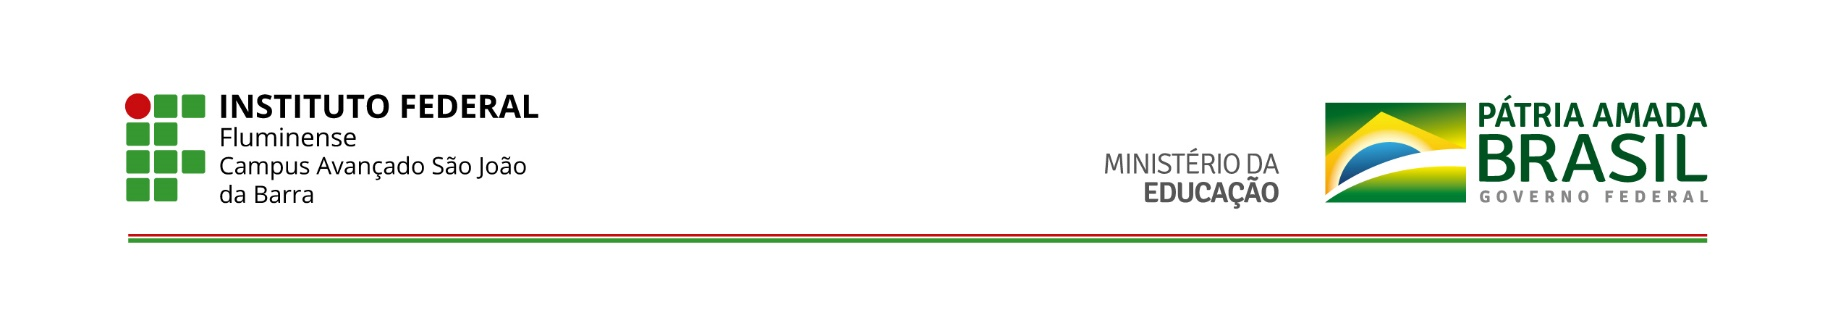 INSTITUTO FEDERAL
Fluminense
Campus Avançado São João
da Barra
MINISTÉRIO DA
EDUCAÇÃO
PÁTRIA AMADA
BRASIL
GOVERNO FEDERAL